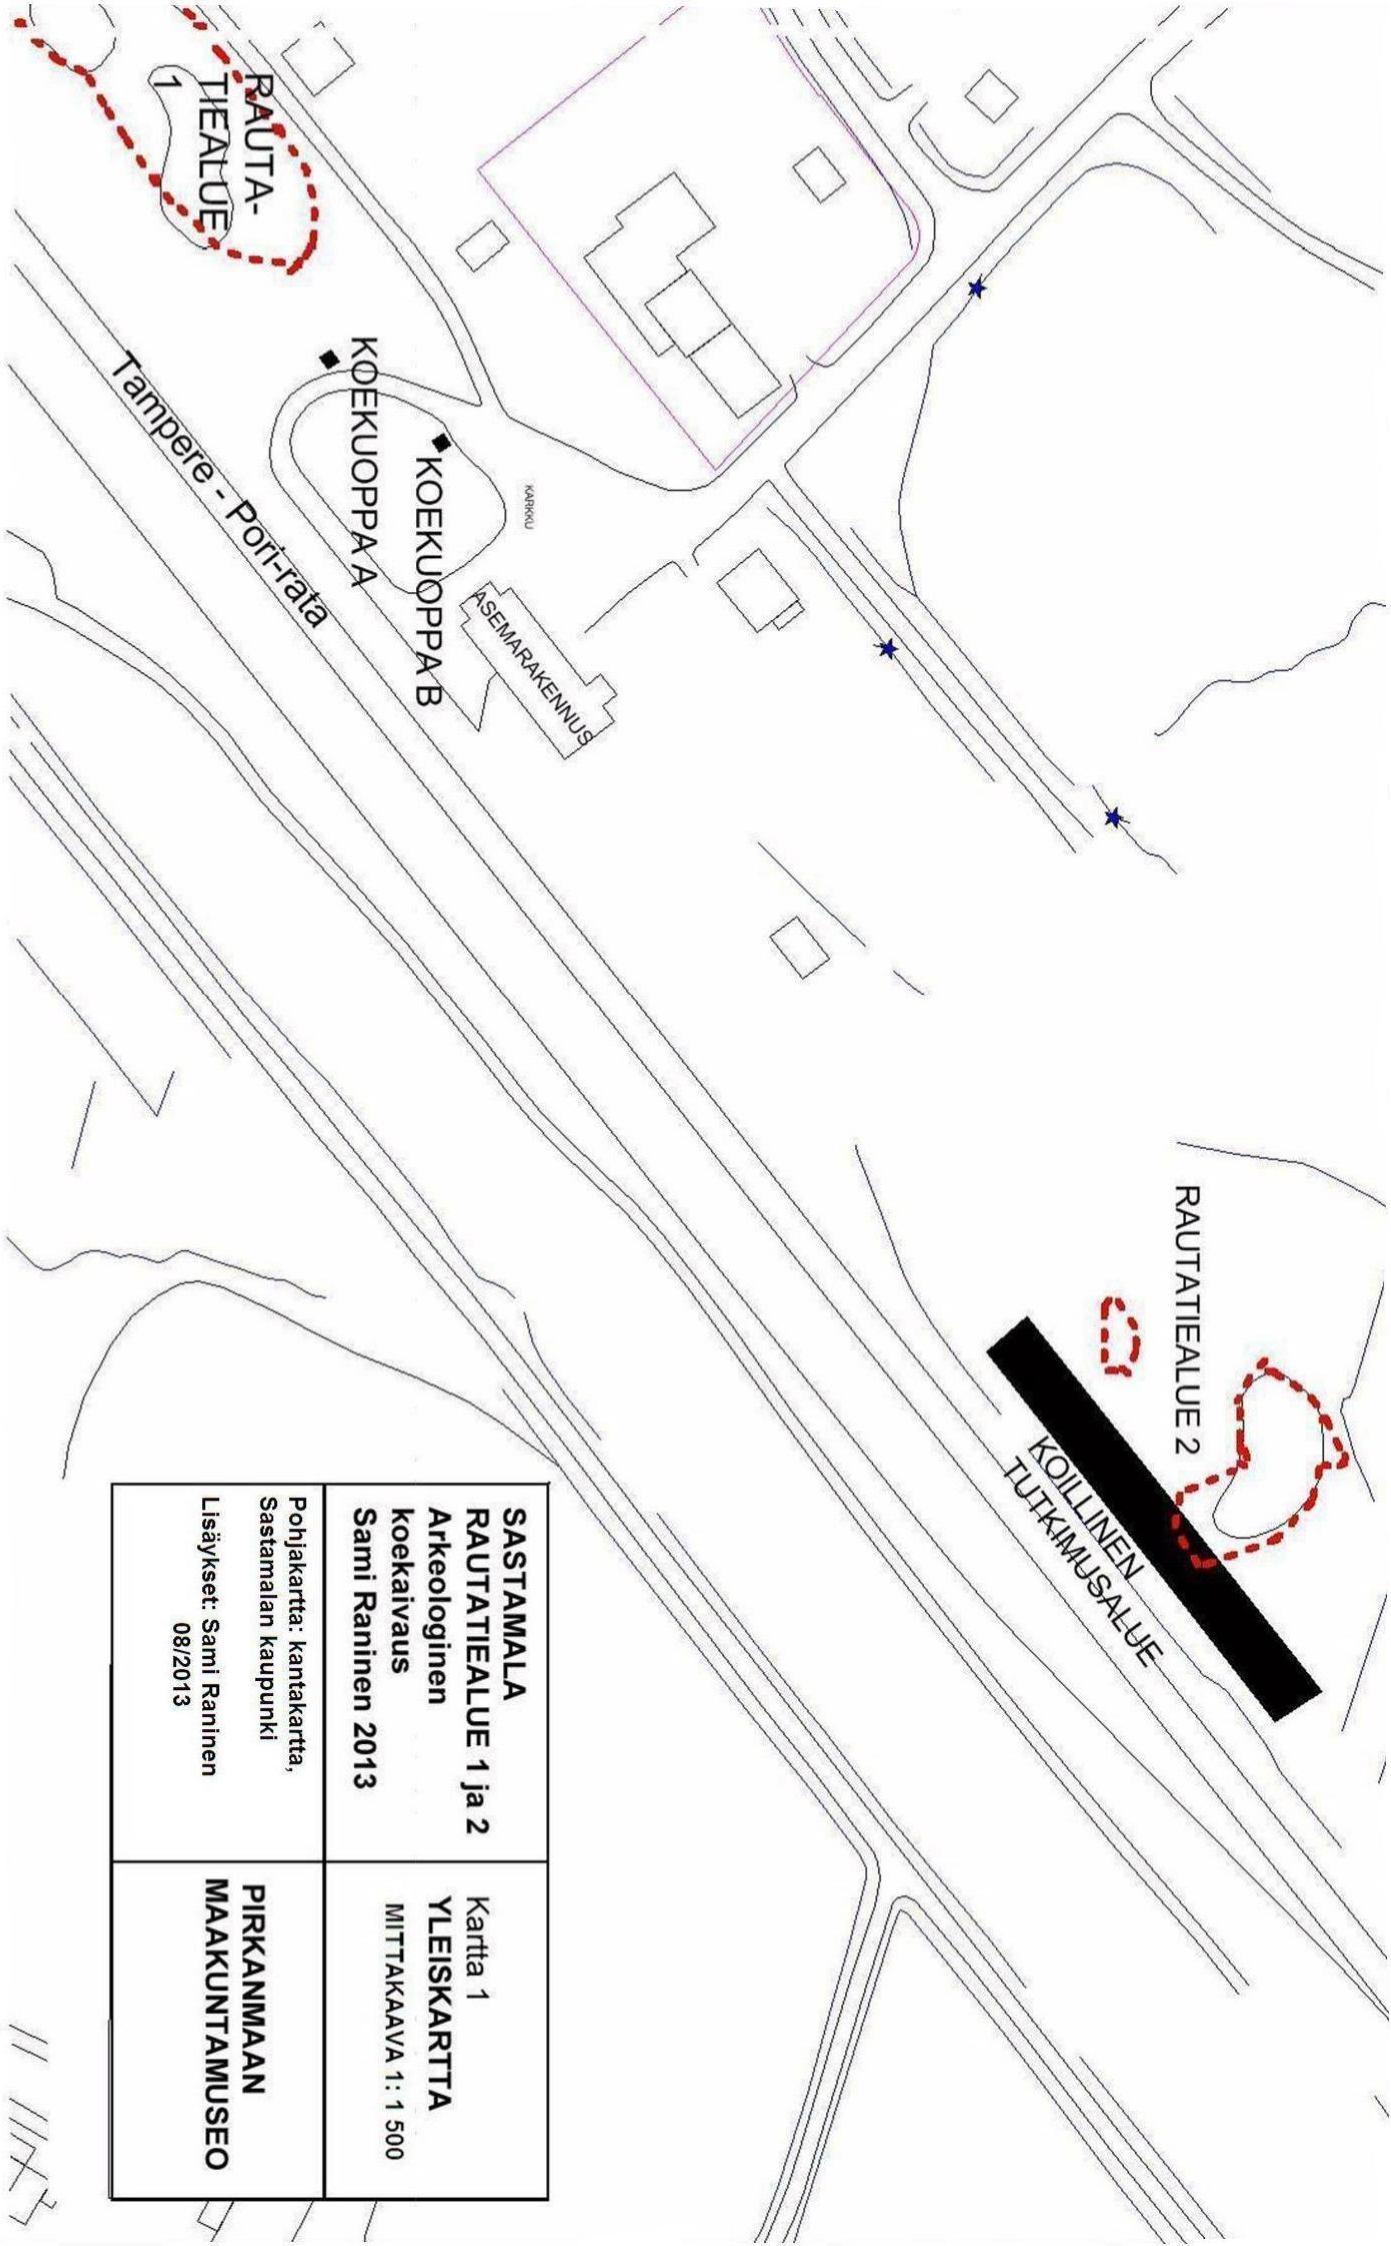 RAUTA-
TIEALUE
1
KOEKUOPPA A
KOEKUOPPA B
KARKKU
ASEMARAKENNUS
Tampere - Pori-rata
RAUTATIEALUE 2
KOILLINEN
TUTKIMUSALUE
SASTAMALA
RAUTATIEALUE 1 ja 2
Arkeologinen
koekaivaus
Sami Raninen 2013
Kartta 1
YLEISKARTTA
MITTAKAAVA 1: 1 500
Pohjakartta: kantakartta,
Sastamalan kaupunki
Lisäykset: Sami Raninen
08/2013
PIRKANMAAN
MAAKUNTAMUSEO